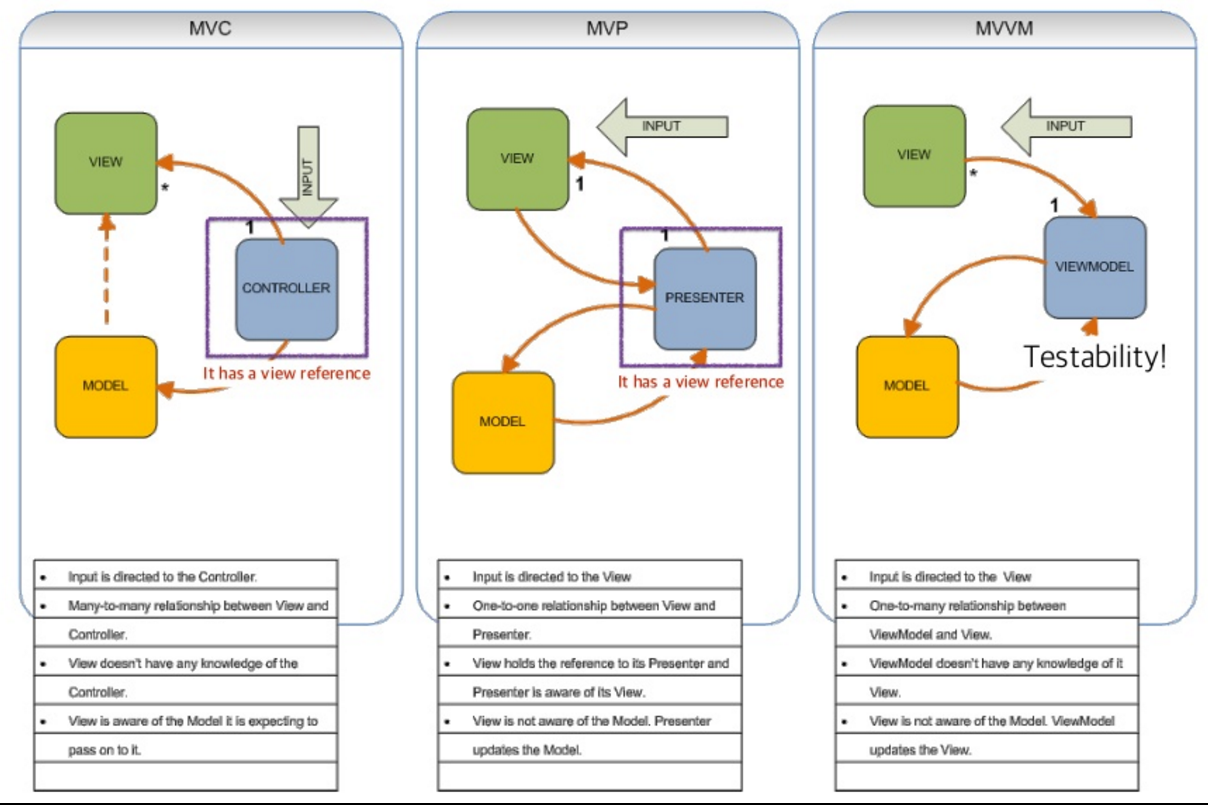 MVC
VIEW
INPUT
*
1
CONTROLLER
It has a view reference
MODEL
• Input is directed to the Controller.
• Many-to-many relationship between View and
Controller.
• View doesn't have any knowledge of the
Controller.
• View is aware of the Model it is expecting to
pass on to it.
MVP
INPUT
VIEW
1
1
PRESENTER
It has a view reference
MODEL
• Input is directed to the View
• One-to-one relationship between View and
Presenter.
• View holds the reference to its Presenter and
Presenter is aware of its View.
• View is not aware of the Model. Presenter
updates the Model.
MVVM
INPUT
VIEW
*
1
VIEWMODEL
Testability!
MODEL
• Input is directed to the View
• One-to-many relationship between
ViewModel and View.
• ViewModel doesn't have any knowledge of it
View.
• View is not aware of the Model. ViewModel
updates the View.